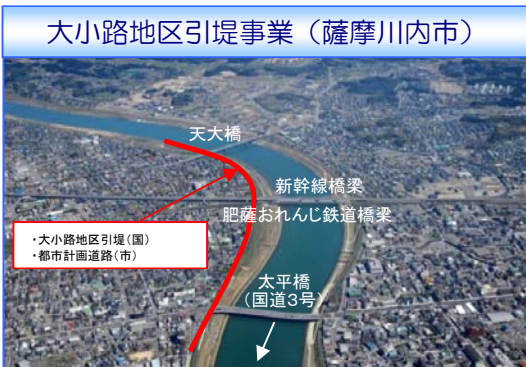 大小路地区引堤事業（薩摩川内市）
天大橋
新幹線橋梁
肥薩おれんじ鉄道橋梁
・大小路地区引堤(国)
・都市計画道路(市)
太平橋
(国道3号)